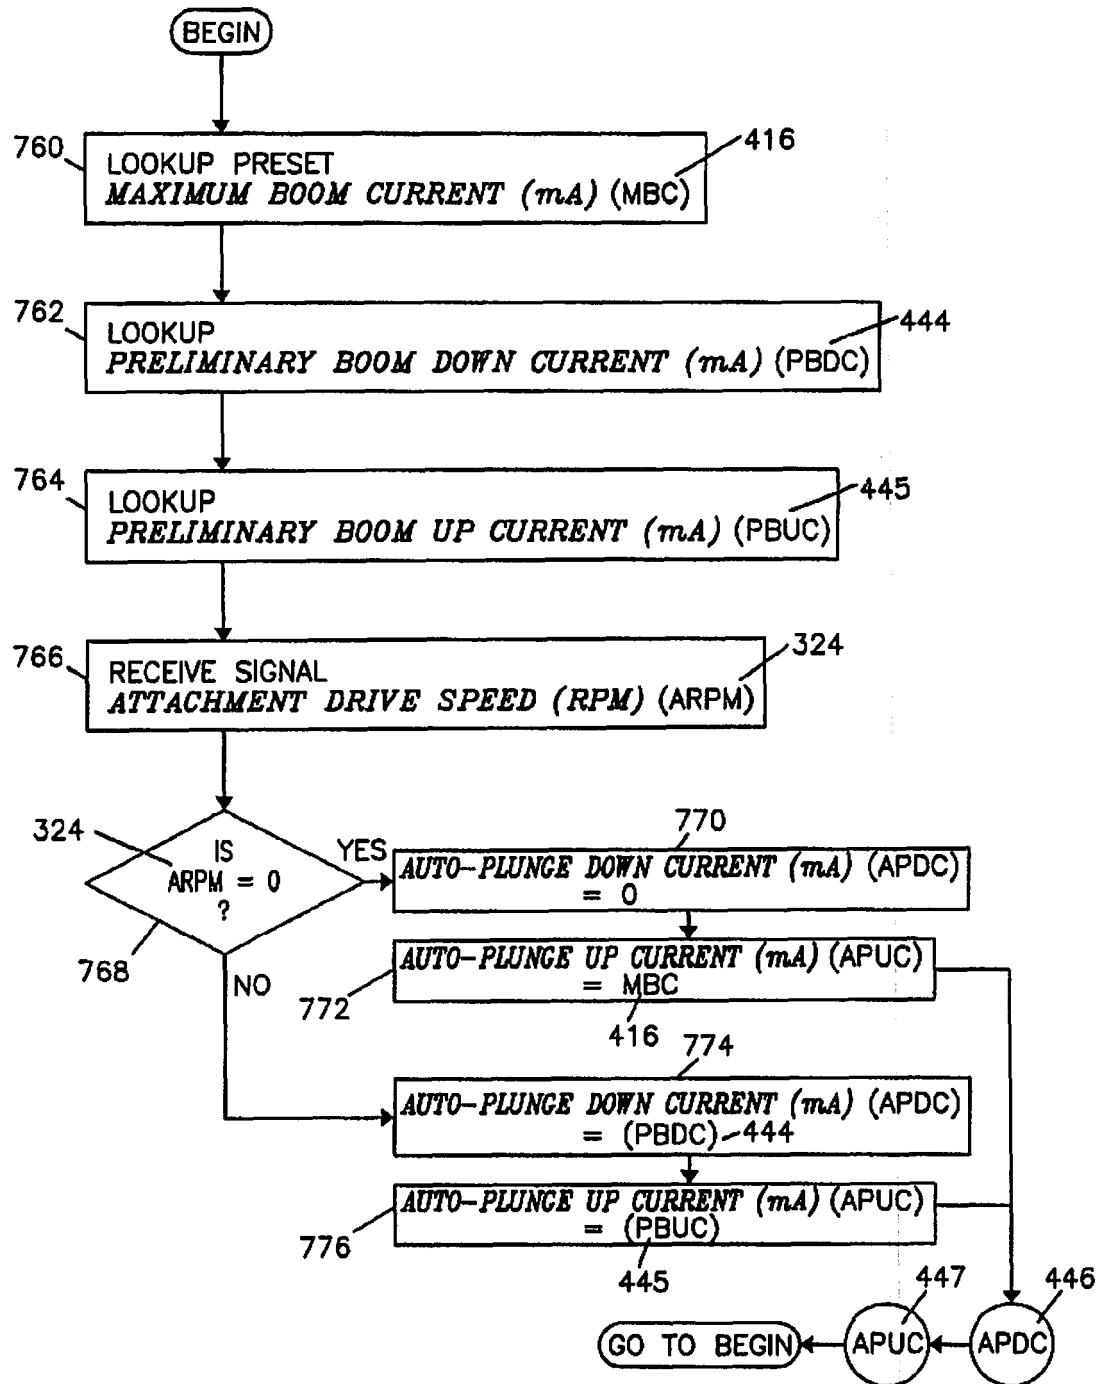 BEGIN
760
416
LOOKUP PRESET
MAXIMUM BOOM CURRENT (mA) (MBC)
762
444
LOOKUP
PRELIMINARY BOOM DOWN CURRENT (mA) (PBDC)
764
445
LOOKUP
PRELIMINARY BOOM UP CURRENT (mA) (PBUC)
766
324
RECEIVE SIGNAL
ATTACHMENT DRIVE SPEED (RPM) (ARPM)
324
IS
ARPM = 0
?
768
YES
NO
770
AUTO-PLUNGE DOWN CURRENT (mA) (APDC)
= 0
AUTO-PLUNGE UP CURRENT (mA) (APUC)
= MBC
772
416
774
AUTO-PLUNGE DOWN CURRENT (mA) (APDC)
= (PBDC) 444
AUTO-PLUNGE UP CURRENT (mA) (APUC)
= (PBUC)
776
445
447
446
GO TO BEGIN
APUC
APDC